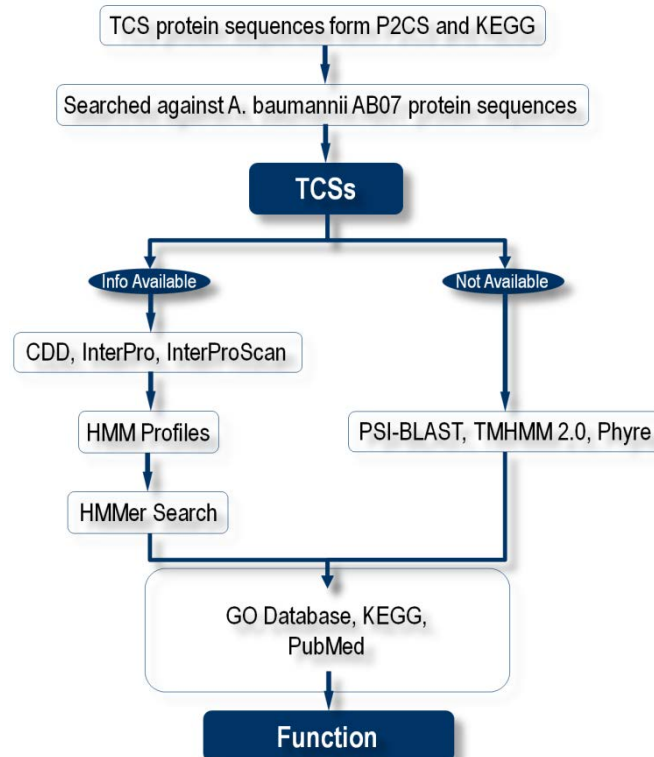 TCS protein sequences form P2CS and KEGG
Searched against A. baumannii AB07 protein sequences
TCSs
Info Available
Not Available
CDD, InterPro, InterProScan
HMM Profiles
PSI-BLAST, TMHMM 2.0, Phyre
HMMer Search
GO Database, KEGG,
PubMed
Function